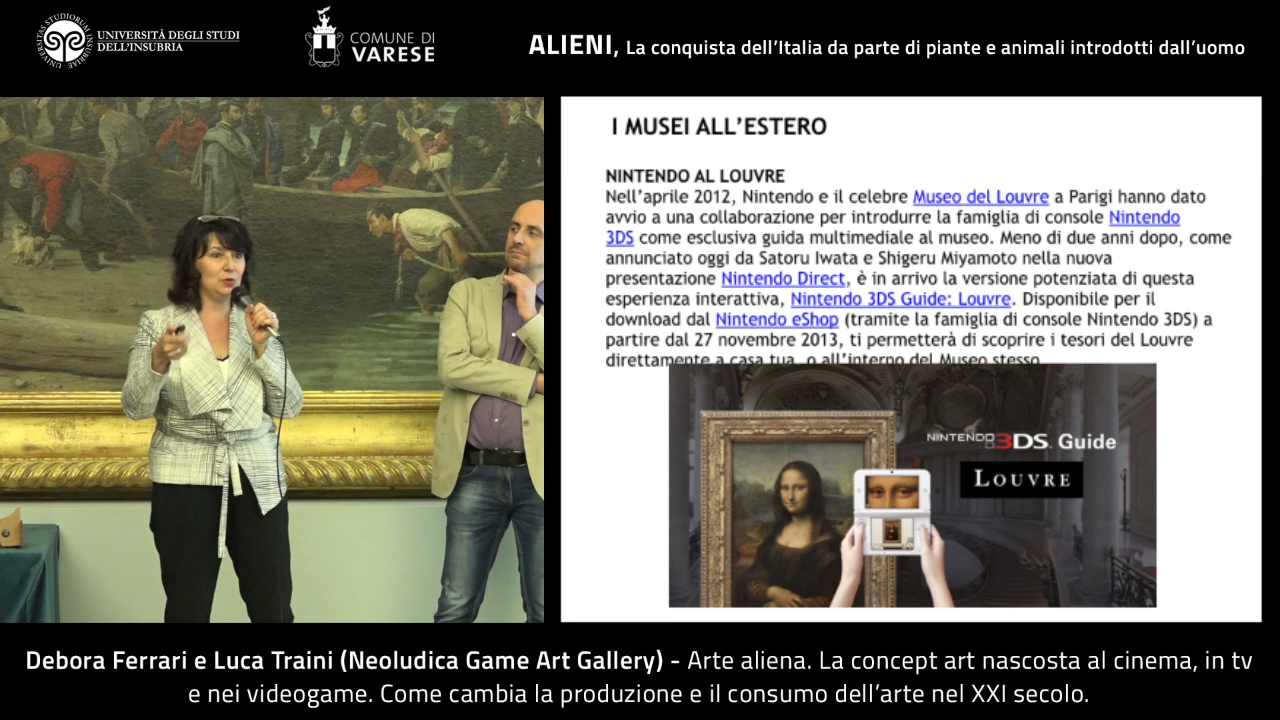 UNIVERSITÀ DEGLI STUDI
DELL'INSUBRIA
COMUNE DI
VARESE
ALIENI, La conquista dell'Italia da parte di piante e animali introdotti dall'uomo
I MUSEI ALL'ESTERO
NINTENDO AL LOUVRE
Nell'aprile 2012, Nintendo e il celebre Museo del Louvre a Parigi hanno dato
avvio a una collaborazione per introdurre la famiglia di console Nintendo
3DS come esclusiva guida multimediale al museo. Meno di due anni dopo, come
annunciato oggi da Satoru Iwata e Shigeru Miyamoto nella nuova
presentazione Nintendo Direct, è in arrivo la versione potenziata di questa
esperienza interattiva, Nintendo 3DS Guide: Louvre. Disponibile per il
download dal Nintendo eShop (tramite la famiglia di console Nintendo 3DS) a
partire dal 27 novembre 2013, ti permetterà di scoprire i tesori del Louvre
direttamente a casa tua, o all'interno del Museo stesso
NINTENDO 3DS Guide
LOUVRE
Debora Ferrari e Luca Traini (Neoludica Game Art Gallery) - Arte aliena. La concept art nascosta al cinema, in tv
e nei videogame. Come cambia la produzione e il consumo dell'arte nel XXI secolo.